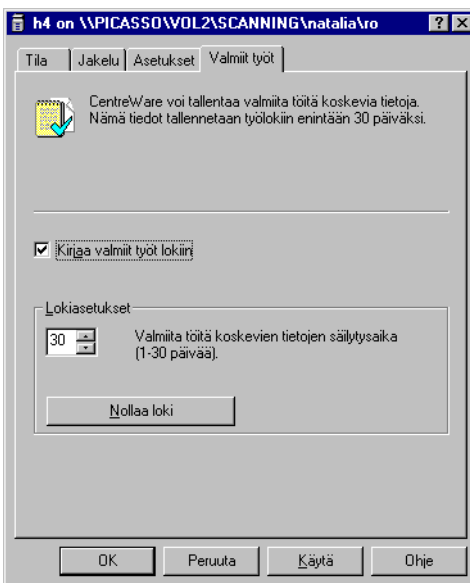 h4 on \\PICASSO\VOL2\SCANNING\natalia\ro
Tila Jakelu Asetukset Valmiit työt
CentreWare voi tallentaa valmiita töitä koskevia tietoja.
Nämä tiedot tallennetaan työlokiin enintään 30 päiväksi.
Kirjaa valmiit työt lokiin
Lokiasetukset
30 Valmiita töitä koskevien tietojen säilytysaika
(1-30 päivää).
Nollaa loki
OK Peruuta Käytä Ohje